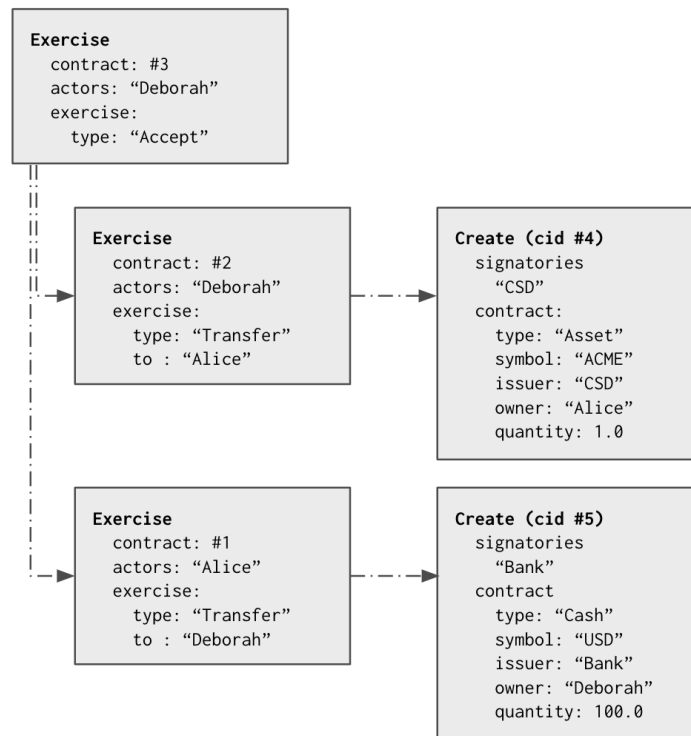 Exercise
contract: #3
actors: “Deborah”
exercise:
type: “Accept”
Exercise
contract: #2
actors: “Deborah”
exercise:
type: “Transfer”
to : “Alice”
Create (cid #4)
signatories
“CSD”
contract:
type: “Asset”
symbol: “ACME”
issuer: “CSD”
owner: “Alice”
quantity: 1.0
Exercise
contract: #1
actors: “Alice”
exercise:
type: “Transfer”
to : “Deborah”
Create (cid #5)
signatories
“Bank”
contract
type: “Cash”
symbol: “USD”
issuer: “Bank”
owner: “Deborah”
quantity: 100.0